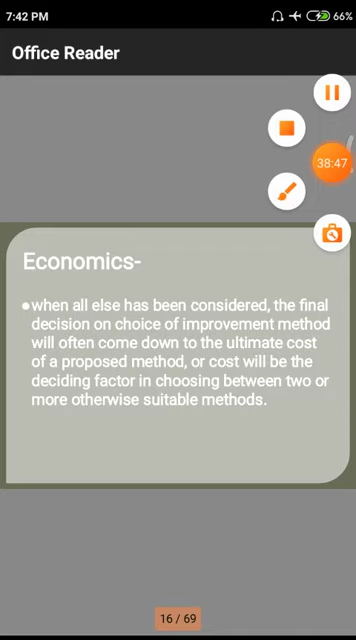 7:42 PM
66%
Office Reader
38:47
Economics-
when all else has been considered, the final
decision on choice of improvement method
will often come down to the ultimate cost
of a proposed method, or cost will be the
deciding factor in choosing between two or
more otherwise suitable methods.
16 / 69